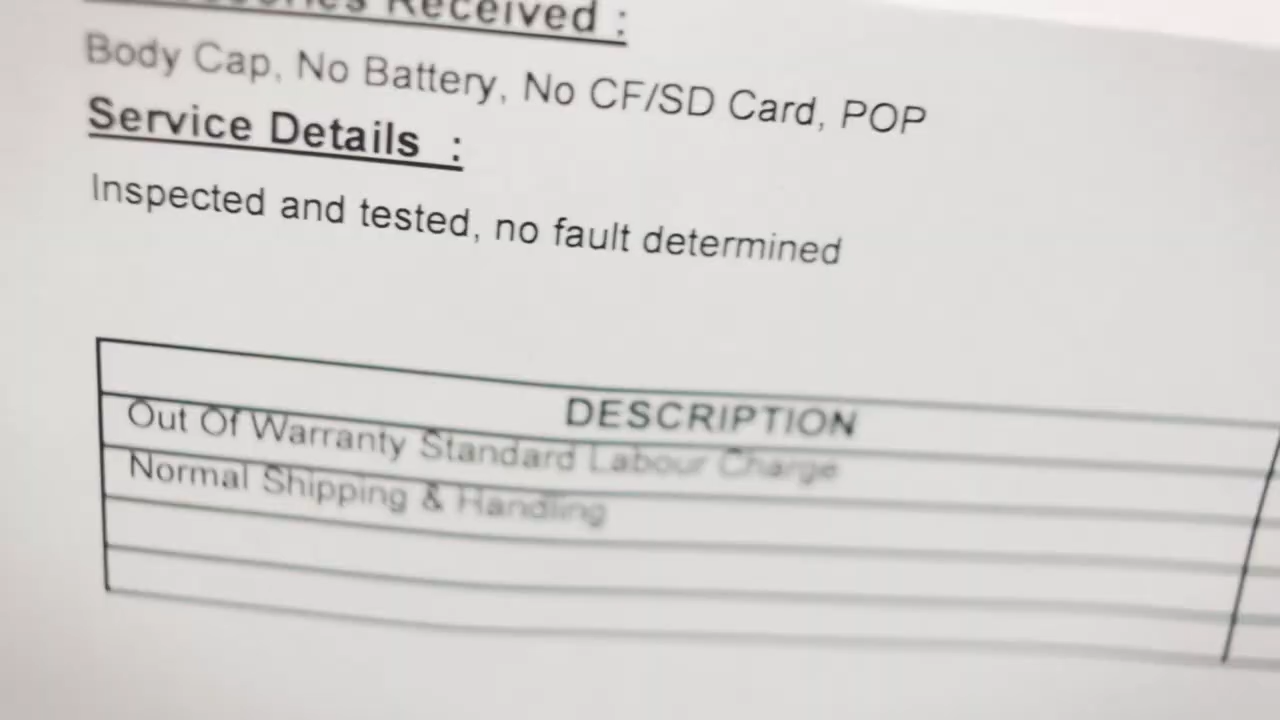 Received :
Body Cap, No Battery, No CF/SD Card, POP
Service Details :
Inspected and tested, no fault determined
DESCRIPTION
Out Of Warranty Standard Labour Charge
Normal Shipping & Handling